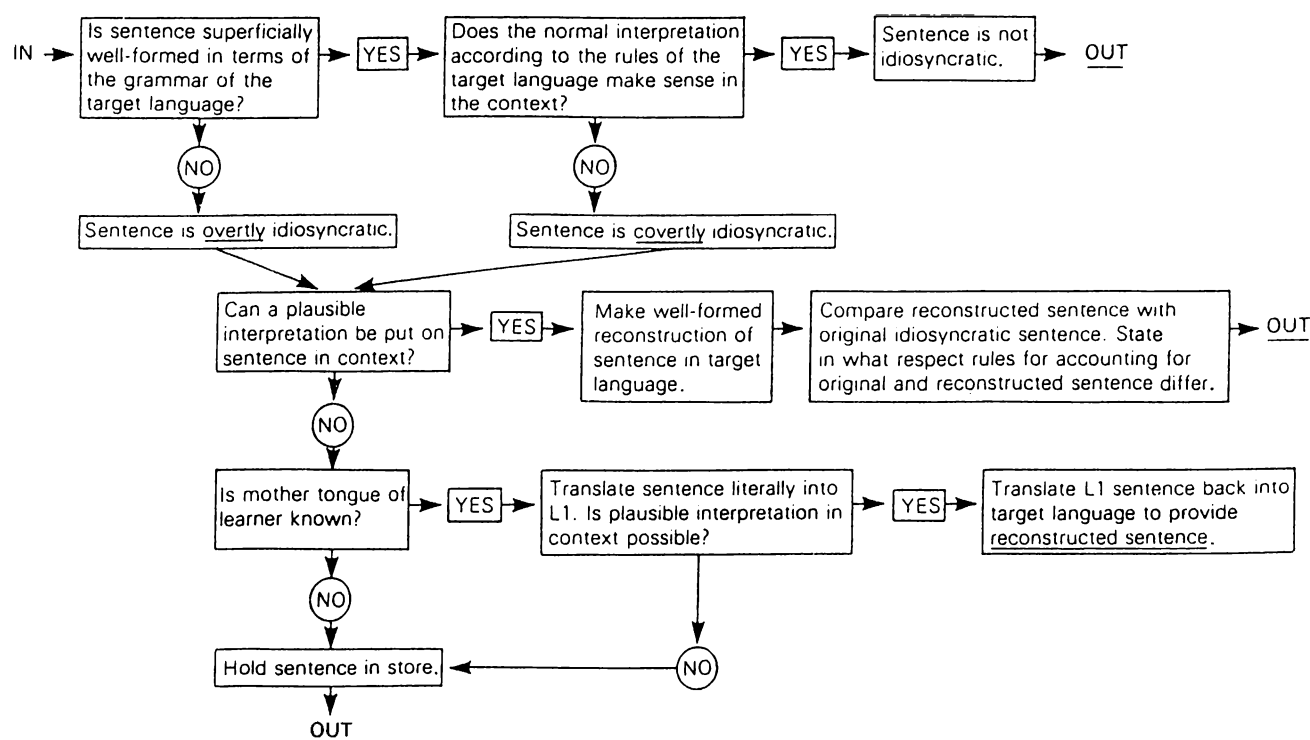 IN
Is sentence superficially
well-formed in terms of
the grammar of the
target language?
YES
Does the normal interpretation
according to the rules of the
target language make sense in
the context?
YES
Sentence is not
idiosyncratic.
OUT
NO
NO
Sentence is overtly idiosyncratic.
Sentence is covertly idiosyncratic.
Can a plausible
interpretation be put on
sentence in context?
YES
Make well-formed
reconstruction of
sentence in target
language.
Compare reconstructed sentence with
original idiosyncratic sentence. State
in what respect rules for accounting for
original and reconstructed sentence differ.
OUT
NO
Is mother tongue of
learner known?
YES
Translate sentence literally into
L1. Is plausible interpretation in
context possible?
YES
Translate L1 sentence back into
target language to provide
reconstructed sentence.
NO
NO
Hold sentence in store.
OUT